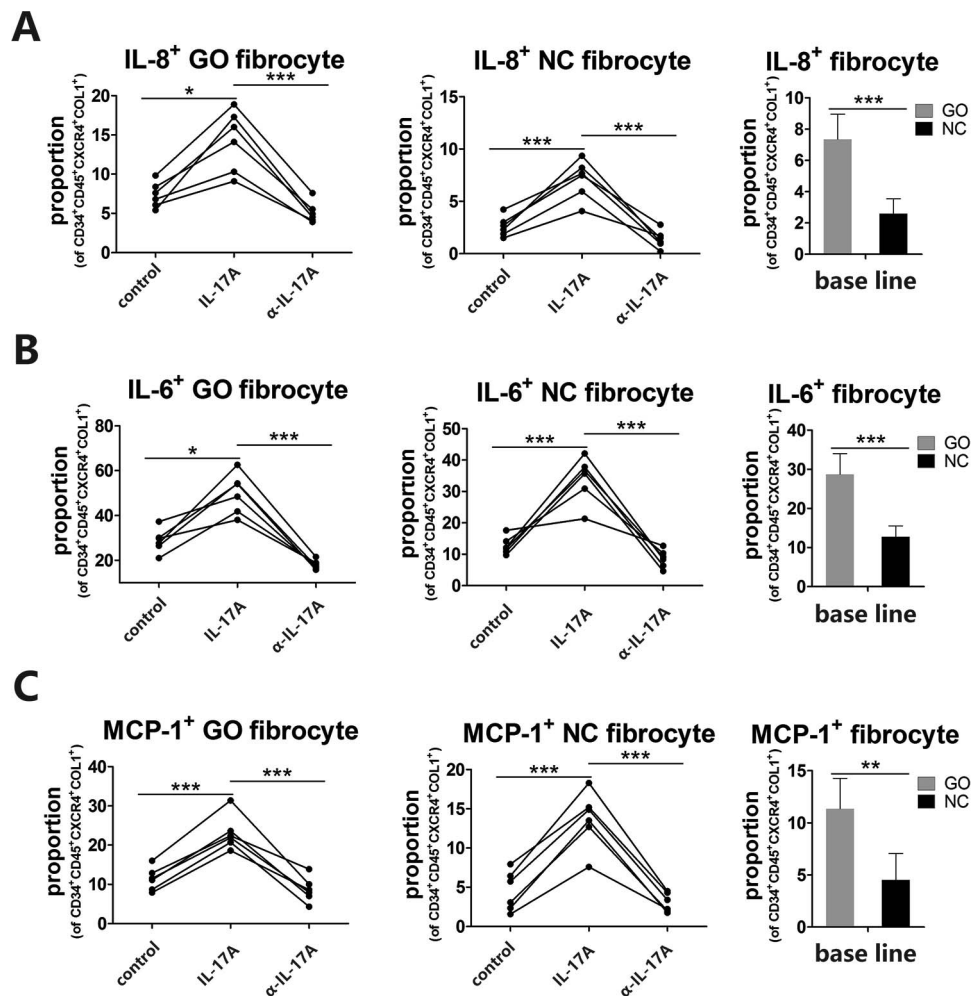 A
IL-8⁺ GO fibrocyte
proportion
(of CD34⁺CD45⁺CXCR4⁺COL1⁺)
20
15
10
5
0
*
***
control
IL-17A
α-IL-17A
IL-8⁺ NC fibrocyte
proportion
(of CD34⁺CD45⁺CXCR4⁺COL1⁺)
15
10
5
0
***
***
control
IL-17A
α-IL-17A
IL-8⁺ fibrocyte
proportion
(of CD34⁺CD45⁺CXCR4⁺COL1⁺)
8
6
4
2
0
***
GO
NC
base line
B
IL-6⁺ GO fibrocyte
proportion
(of CD34⁺CD45⁺CXCR4⁺COL1⁺)
80
60
40
20
*
***
control
IL-17A
α-IL-17A
IL-6⁺ NC fibrocyte
proportion
(of CD34⁺CD45⁺CXCR4⁺COL1⁺)
50
40
30
20
10
0
***
***
control
IL-17A
α-IL-17A
IL-6⁺ fibrocyte
proportion
(of CD34⁺CD45⁺CXCR4⁺COL1⁺)
40
30
20
10
0
***
GO
NC
base line
C
MCP-1⁺ GO fibrocyte
proportion
(of CD34⁺CD45⁺CXCR4⁺COL1⁺)
40
30
20
10
0
***
***
control
IL-17A
α-IL-17A
MCP-1⁺ NC fibrocyte
proportion
(of CD34⁺CD45⁺CXCR4⁺COL1⁺)
20
15
10
5
0
***
***
control
IL-17A
α-IL-17A
MCP-1⁺ fibrocyte
proportion
(of CD34⁺CD45⁺CXCR4⁺COL1⁺)
15
10
5
0
**
GO
NC
base line